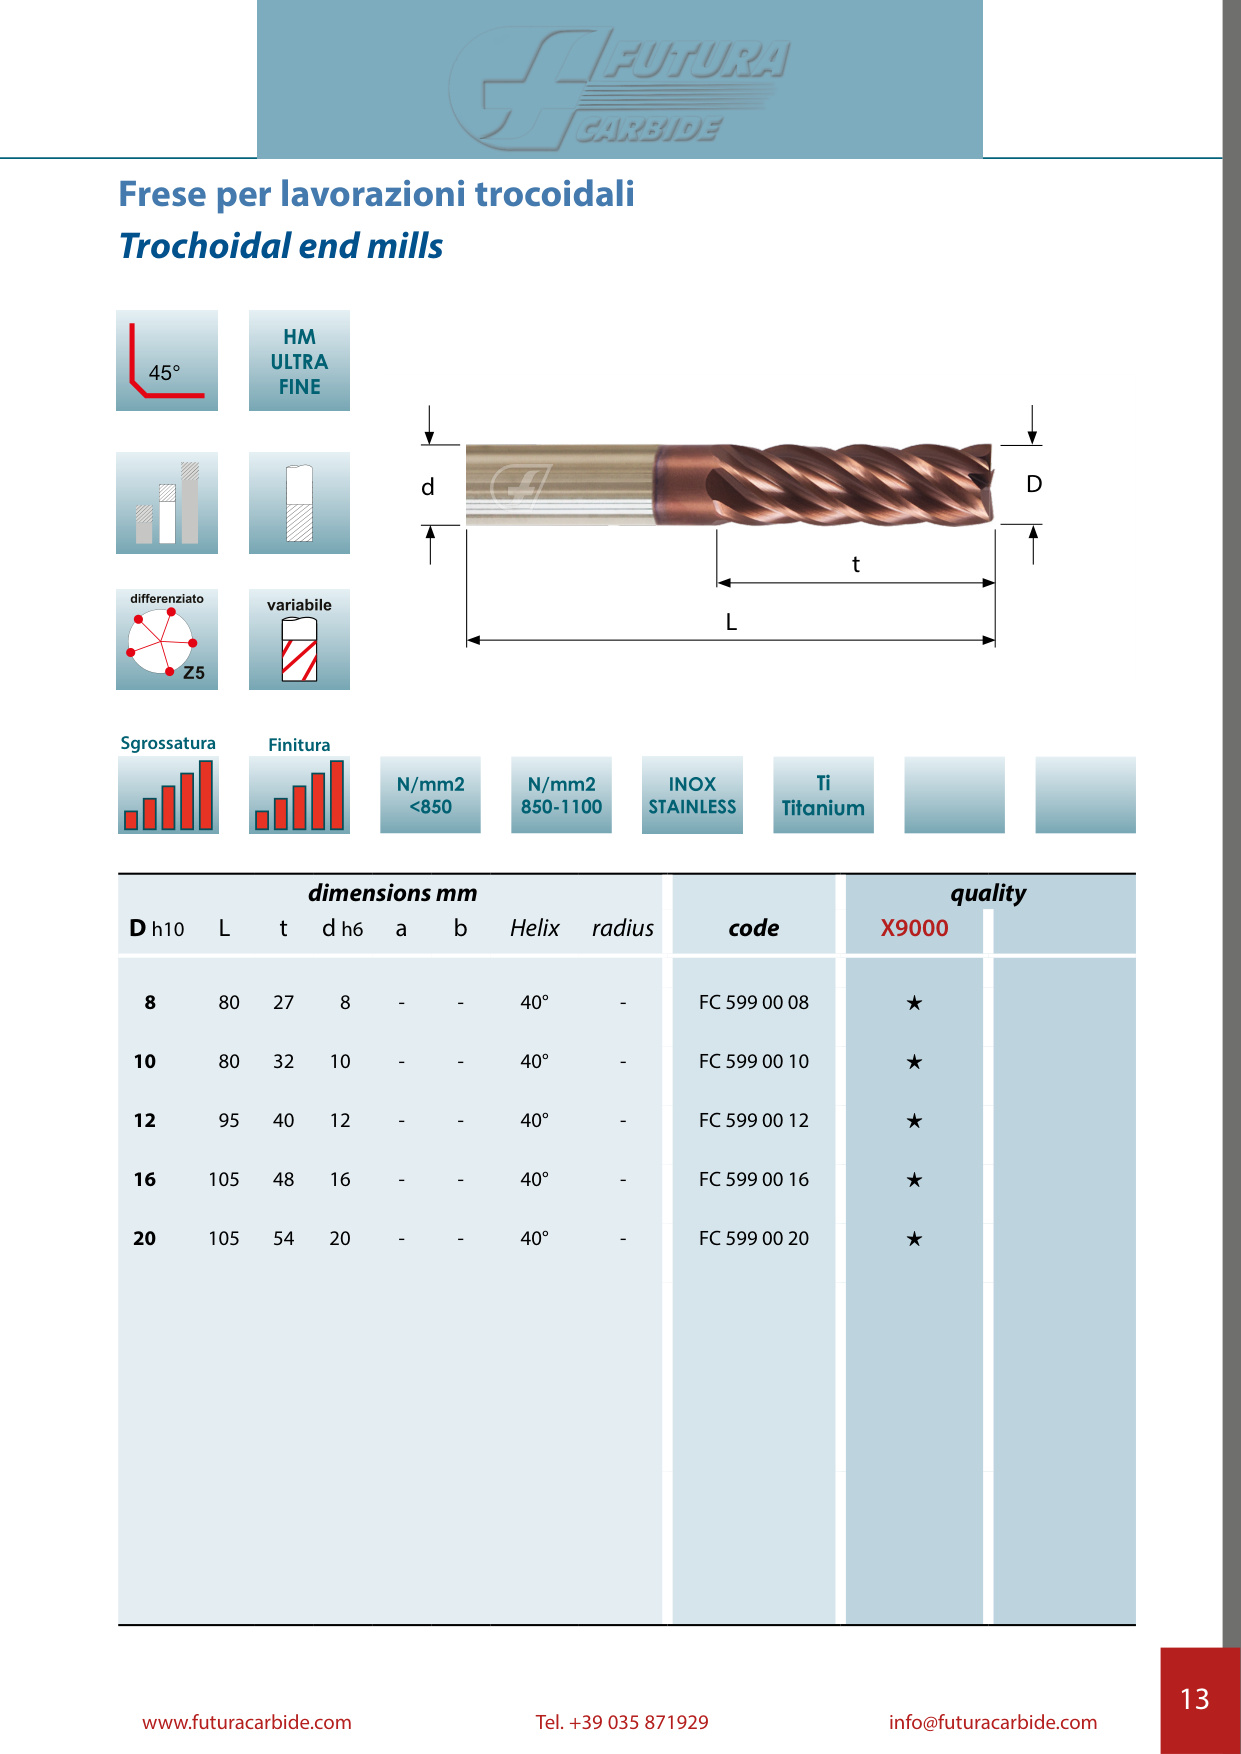 FUTURA
CARBIDE
Frese per lavorazioni trocoidali
Trochoidal end mills
45°
HM
ULTRA
FINE
d
D
t
L
differenziato
Z5
variabile
Sgrossatura
Finitura
N/mm2
<850
N/mm2
850-1100
INOX
STAINLESS
Ti
Titanium
dimensions mm quality
D h10 L t d h6 a b Helix radius code X9000
8 80 27 8 - - 40° - FC 599 00 08 ★
10 80 32 10 - - 40° - FC 599 00 10 ★
12 95 40 12 - - 40° - FC 599 00 12 ★
16 105 48 16 - - 40° - FC 599 00 16 ★
20 105 54 20 - - 40° - FC 599 00 20 ★
13
www.futuracarbide.com Tel. +39 035 871929 info@futuracarbide.com